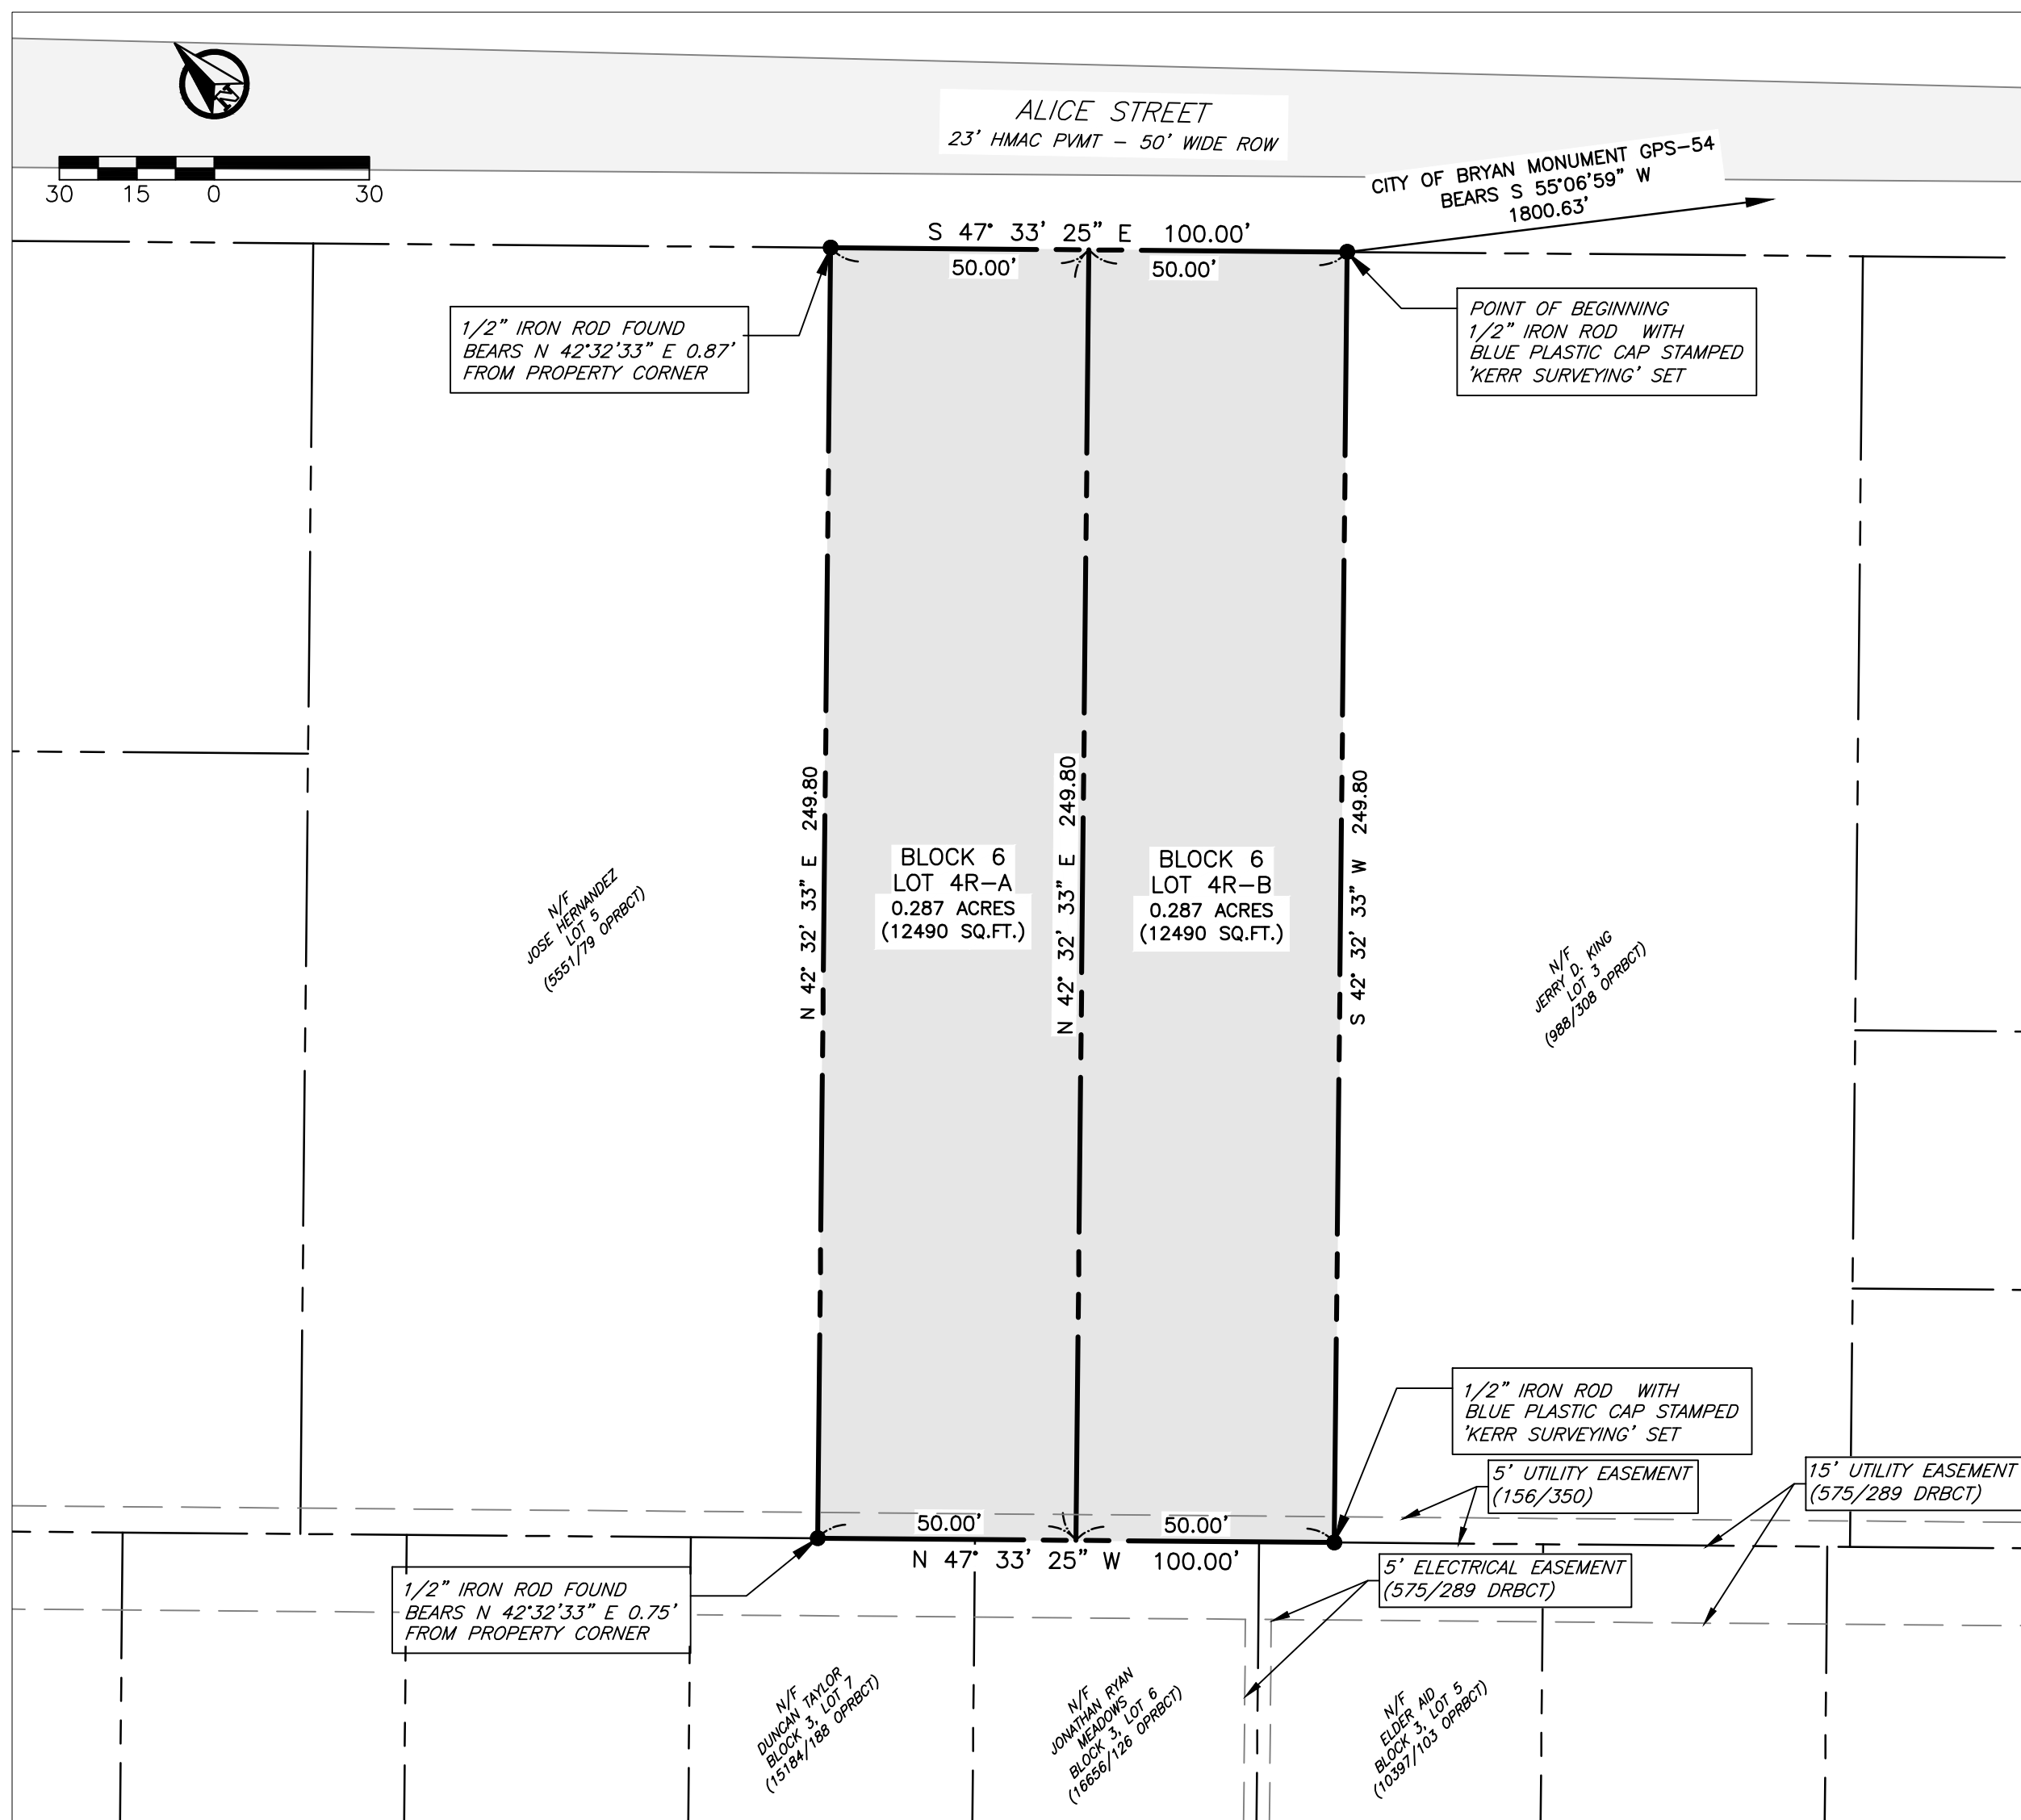 N
ALICE STREET
23' HMAC PVMT - 50' WIDE ROW
30 15 0 30
CITY OF BRYAN MONUMENT GPS-54
BEARS S 55°06'59" W
1800.63'
S 47° 33' 25" E 100.00'
50.00'
50.00'
1/2" IRON ROD FOUND
BEARS N 42°32'33" E 0.87'
FROM PROPERTY CORNER
POINT OF BEGINNING
1/2" IRON ROD WITH
BLUE PLASTIC CAP STAMPED
'KERR SURVEYING' SET
N 42° 32' 33" E 249.80
N 42° 32' 33" E 249.80
S 42° 32' 33" W 249.80
BLOCK 6
LOT 4R-A
0.287 ACRES
(12490 SQ.FT.)
BLOCK 6
LOT 4R-B
0.287 ACRES
(12490 SQ.FT.)
N/F
JOSE HERNANDEZ
LOT 5
(5551/79 OPRBCT)
N/F
JERRY D. KING
LOT 3
(988/308 OPRBCT)
1/2" IRON ROD WITH
BLUE PLASTIC CAP STAMPED
'KERR SURVEYING' SET
5' UTILITY EASEMENT
(156/350)
15' UTILITY EASEMENT
(575/289 DRBCT)
50.00'
50.00'
N 47° 33' 25" W 100.00'
5' ELECTRICAL EASEMENT
(575/289 DRBCT)
1/2" IRON ROD FOUND
BEARS N 42°32'33" E 0.75'
FROM PROPERTY CORNER
N/F
DUNCAN TAYLOR
BLOCK 3, LOT 7
(15184/188 OPRBCT)
N/F
JONATHAN RYAN
MEADOWS
BLOCK 3, LOT 6
(16656/126 OPRBCT)
N/F
ELDER AID
BLOCK 3, LOT 5
(10397/103 OPRBCT)